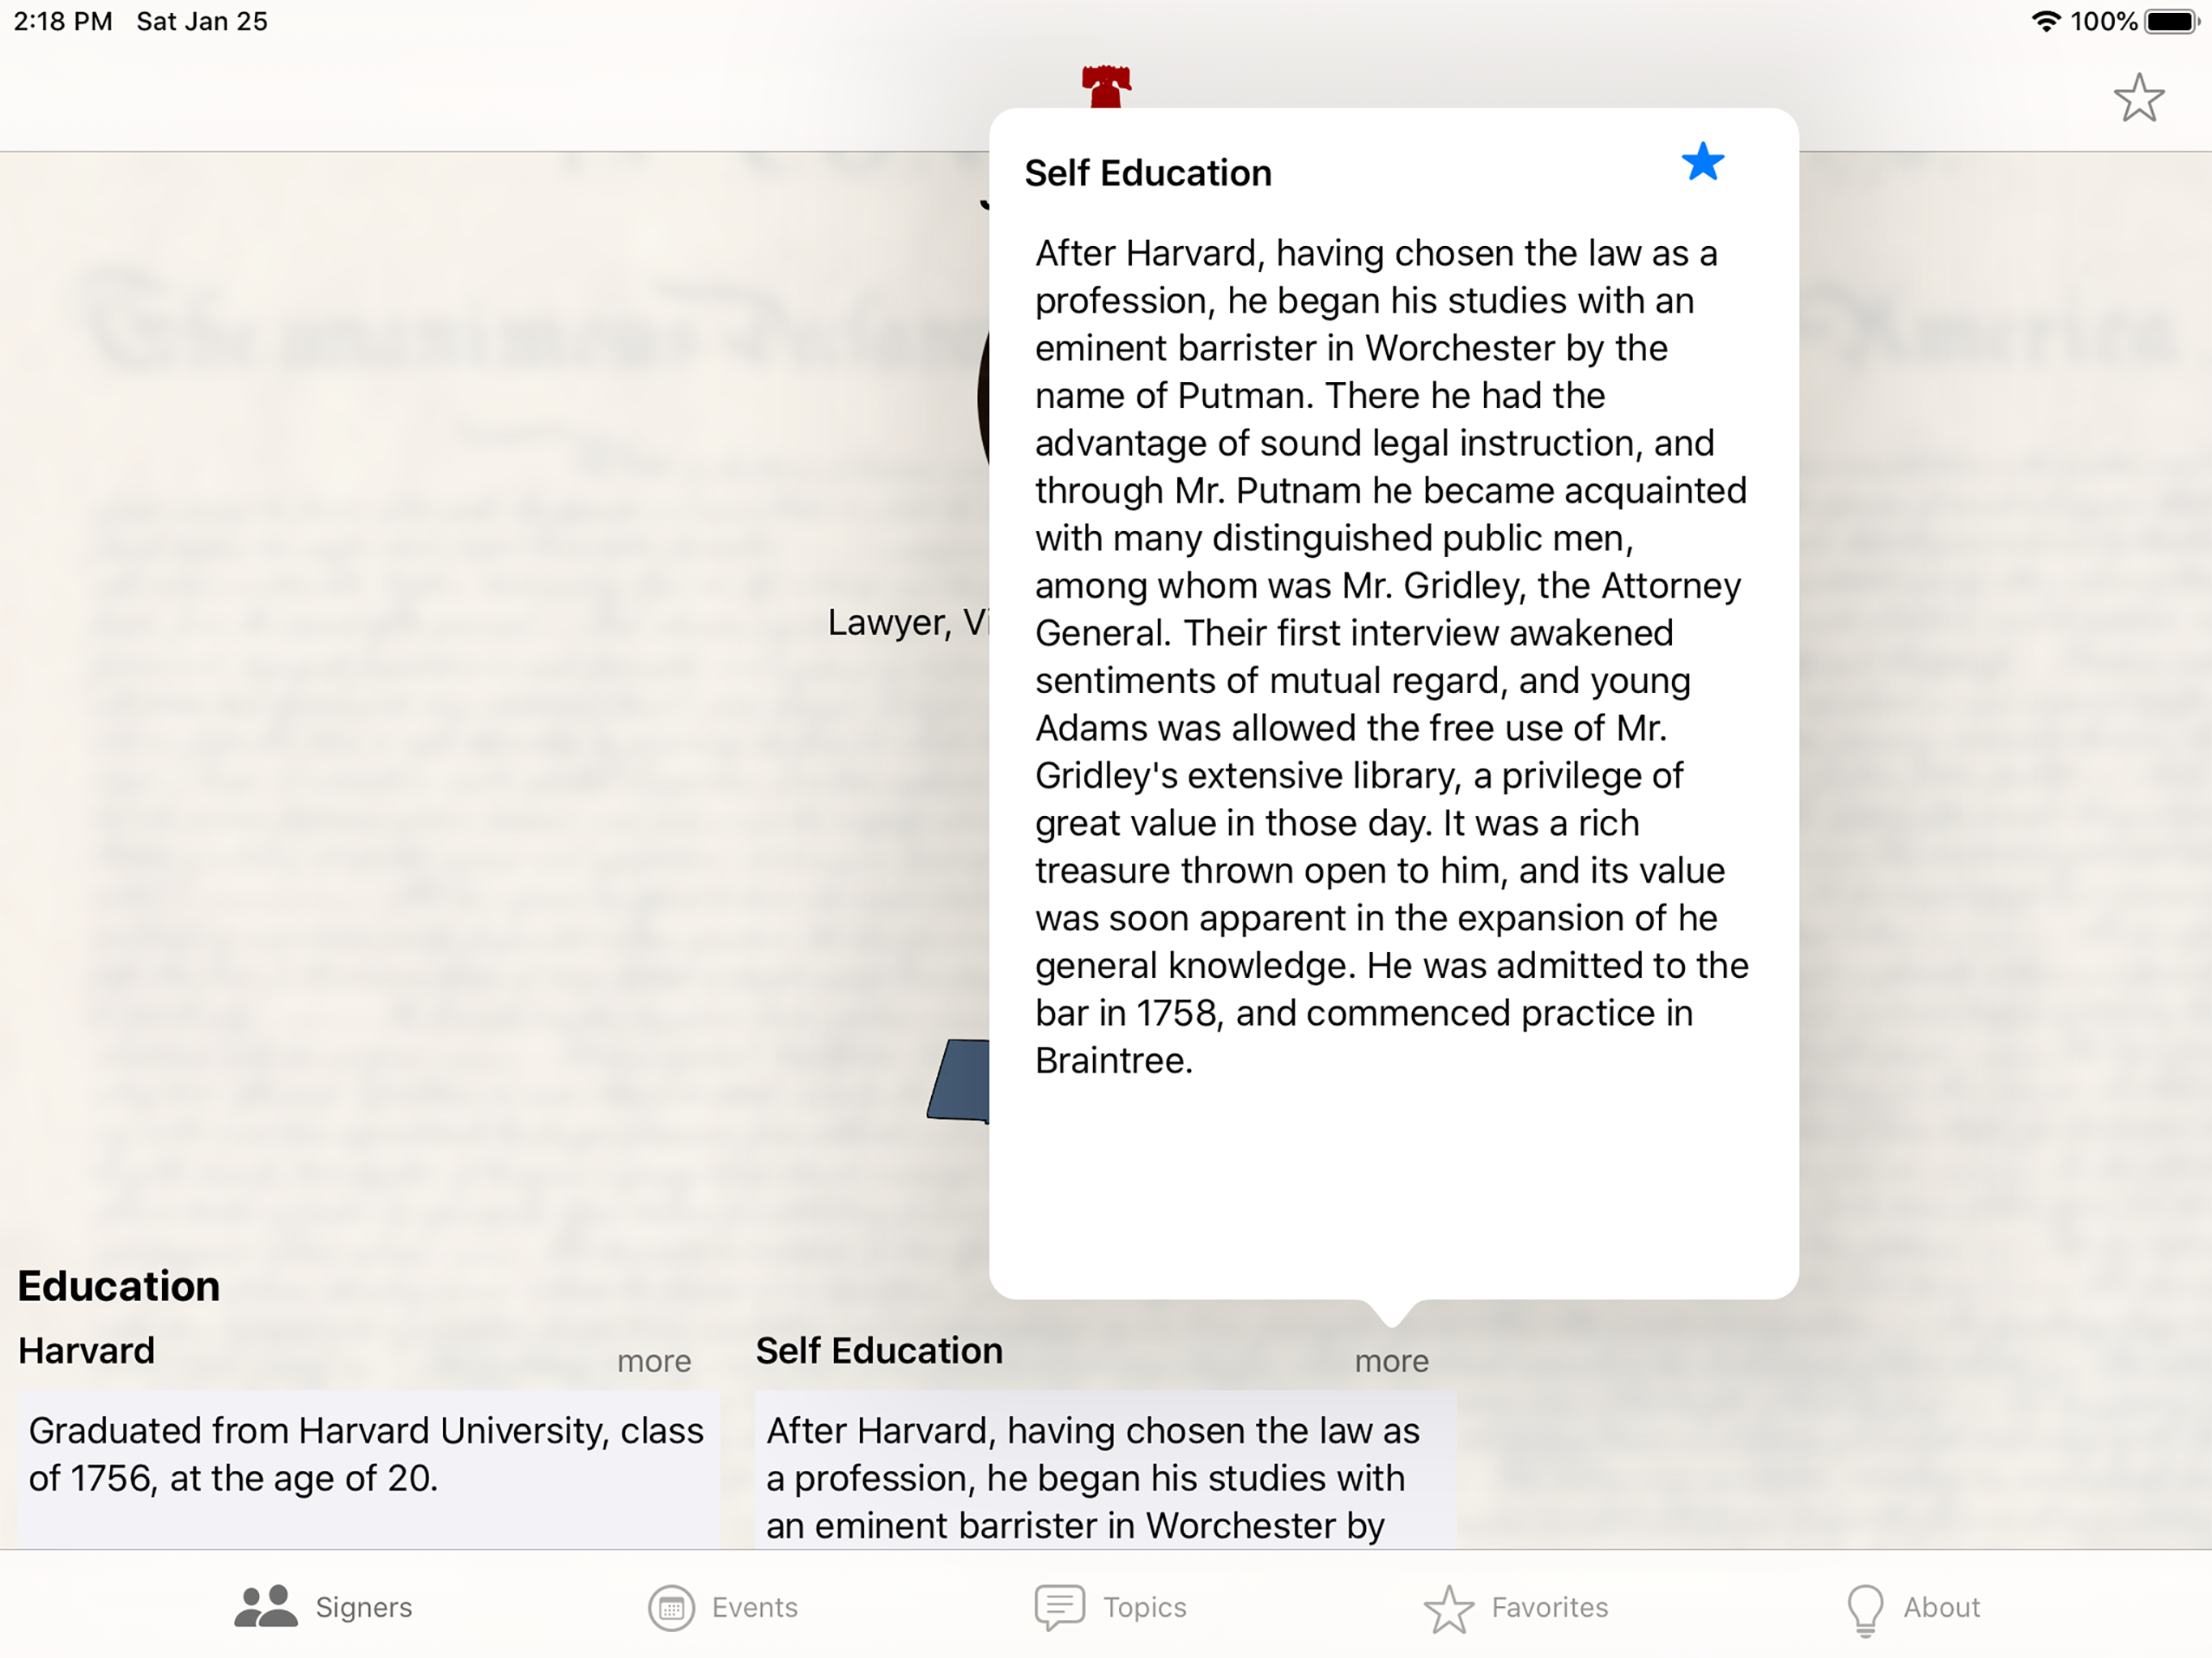 2:18 PM Sat Jan 25
100%
Self Education
After Harvard, having chosen the law as a
profession, he began his studies with an
eminent barrister in Worchester by the
name of Putman. There he had the
advantage of sound legal instruction, and
through Mr. Putnam he became acquainted
with many distinguished public men,
among whom was Mr. Gridley, the Attorney
General. Their first interview awakened
sentiments of mutual regard, and young
Adams was allowed the free use of Mr.
Gridley's extensive library, a privilege of
great value in those day. It was a rich
treasure thrown open to him, and its value
was soon apparent in the expansion of he
general knowledge. He was admitted to the
bar in 1758, and commenced practice in
Braintree.
Lawyer,
Education
Harvard
more
Graduated from Harvard University, class
of 1756, at the age of 20.
Self Education
more
After Harvard, having chosen the law as
a profession, he began his studies with
an eminent barrister in Worchester by
Signers
Events
Topics
Favorites
About